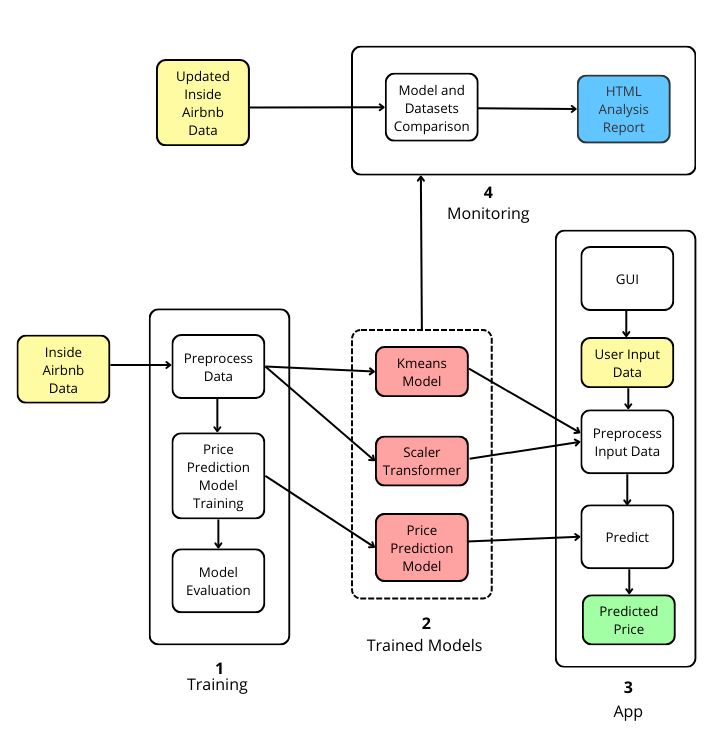 Updated
Inside
Airbnb
Data
Model and
Datasets
Comparison
HTML
Analysis
Report
4
Monitoring
Inside
Airbnb
Data
Preprocess
Data
Price
Prediction
Model
Training
Model
Evaluation
1
Training
Kmeans
Model
Scaler
Transformer
Price
Prediction
Model
2
Trained Models
GUI
User Input
Data
Preprocess
Input Data
Predict
Predicted
Price
3
App